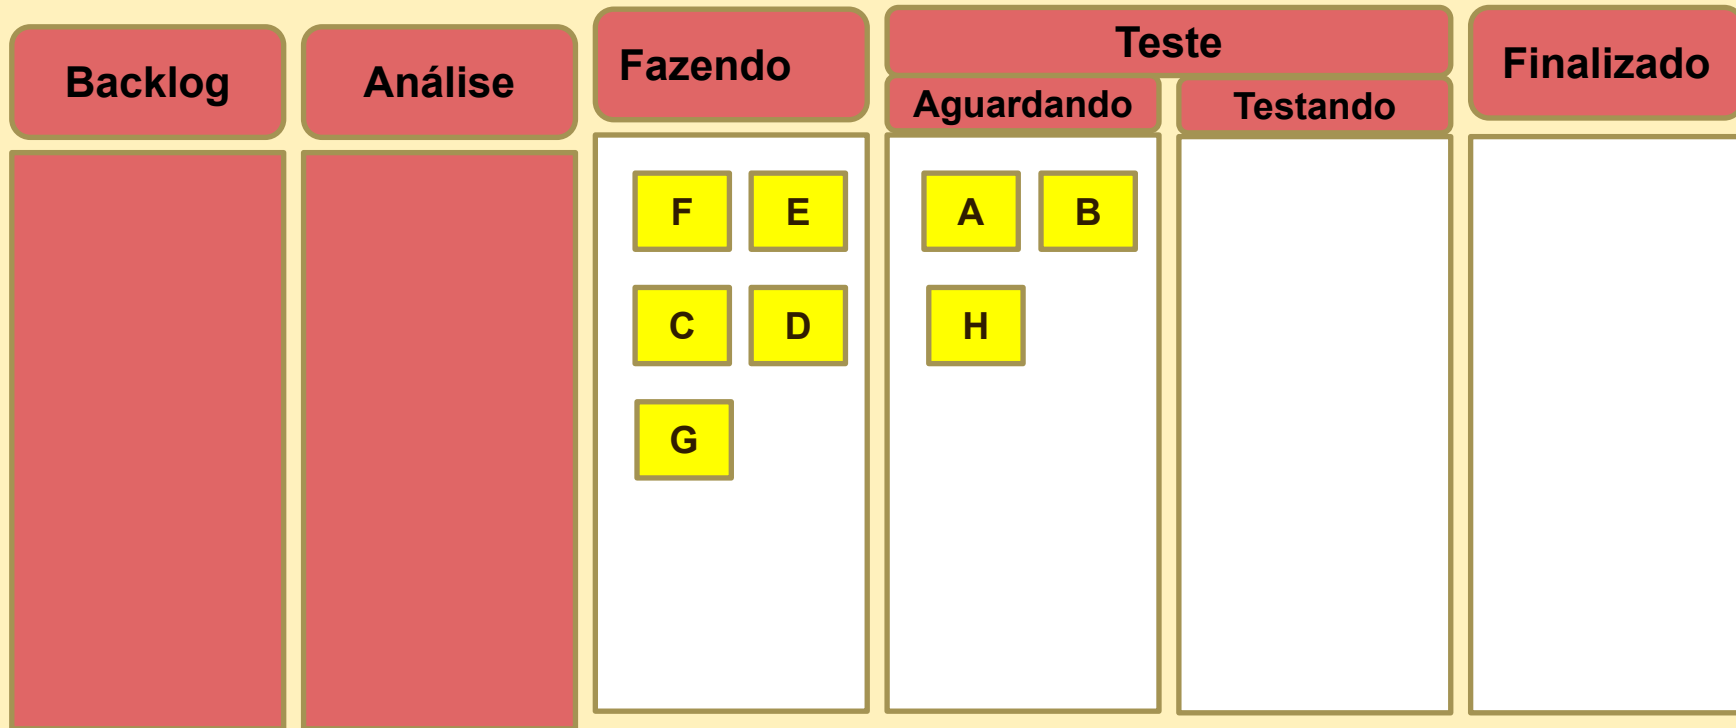 Backlog
Análise
Fazendo
Teste
Aguardando
Testando
Finalizado
F E
C D
G
A B
H